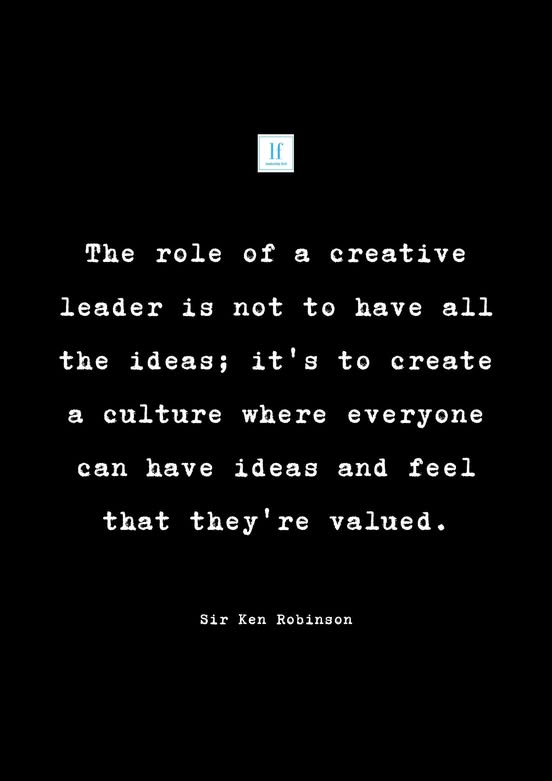 lf
The role of a creative
leader is not to have all
the ideas; it's to create
a culture where everyone
can have ideas and feel
that they're valued.
Sir Ken Robinson